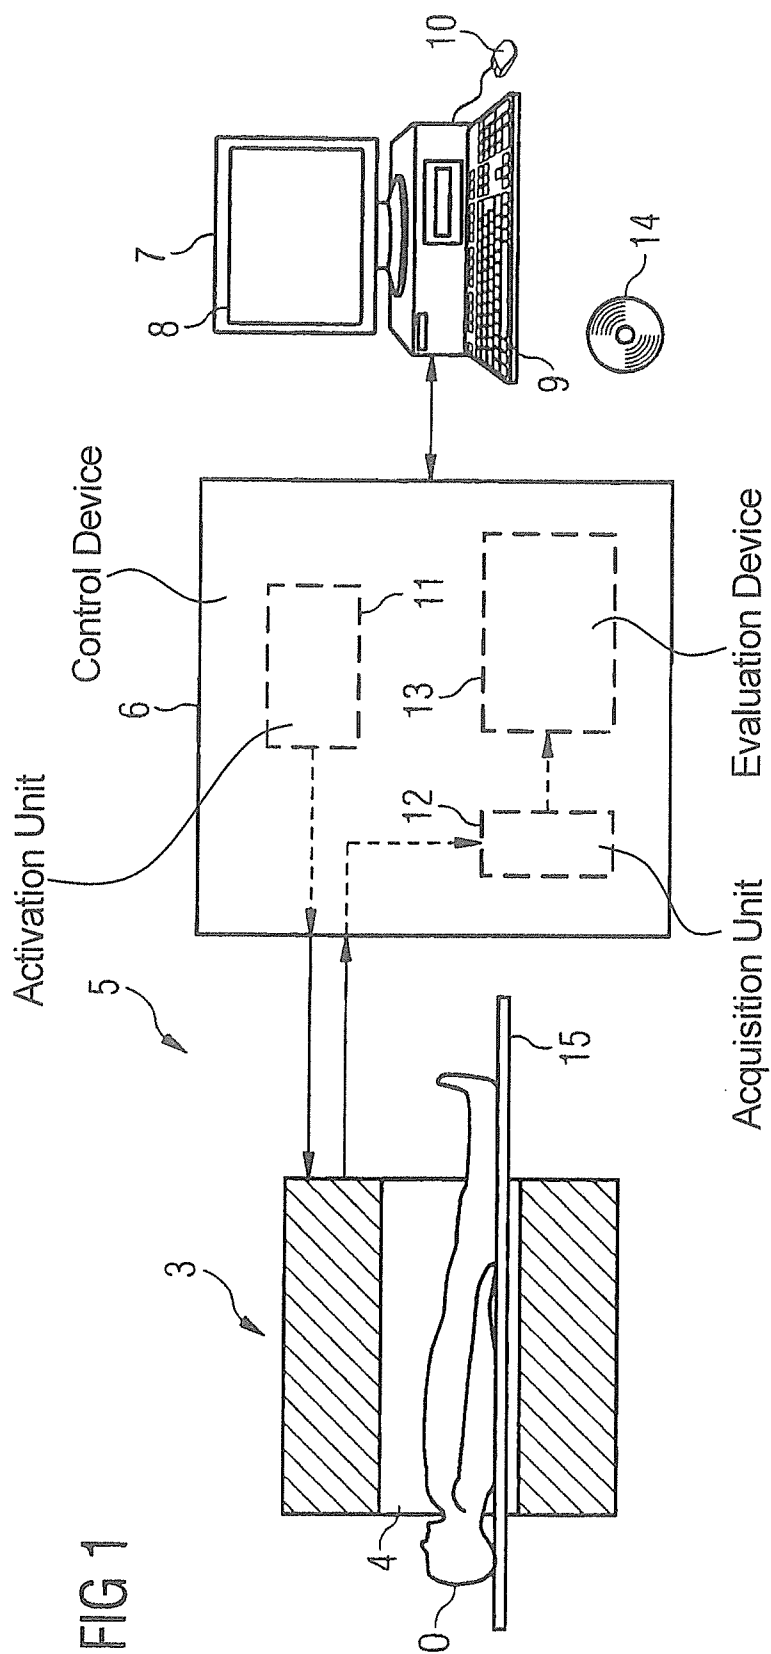 Activation Unit
Control Device
FIG 1
5
6
7
8
3
4
O
12
13
11
10
9
15
14
Acquisition Unit
Evaluation Device